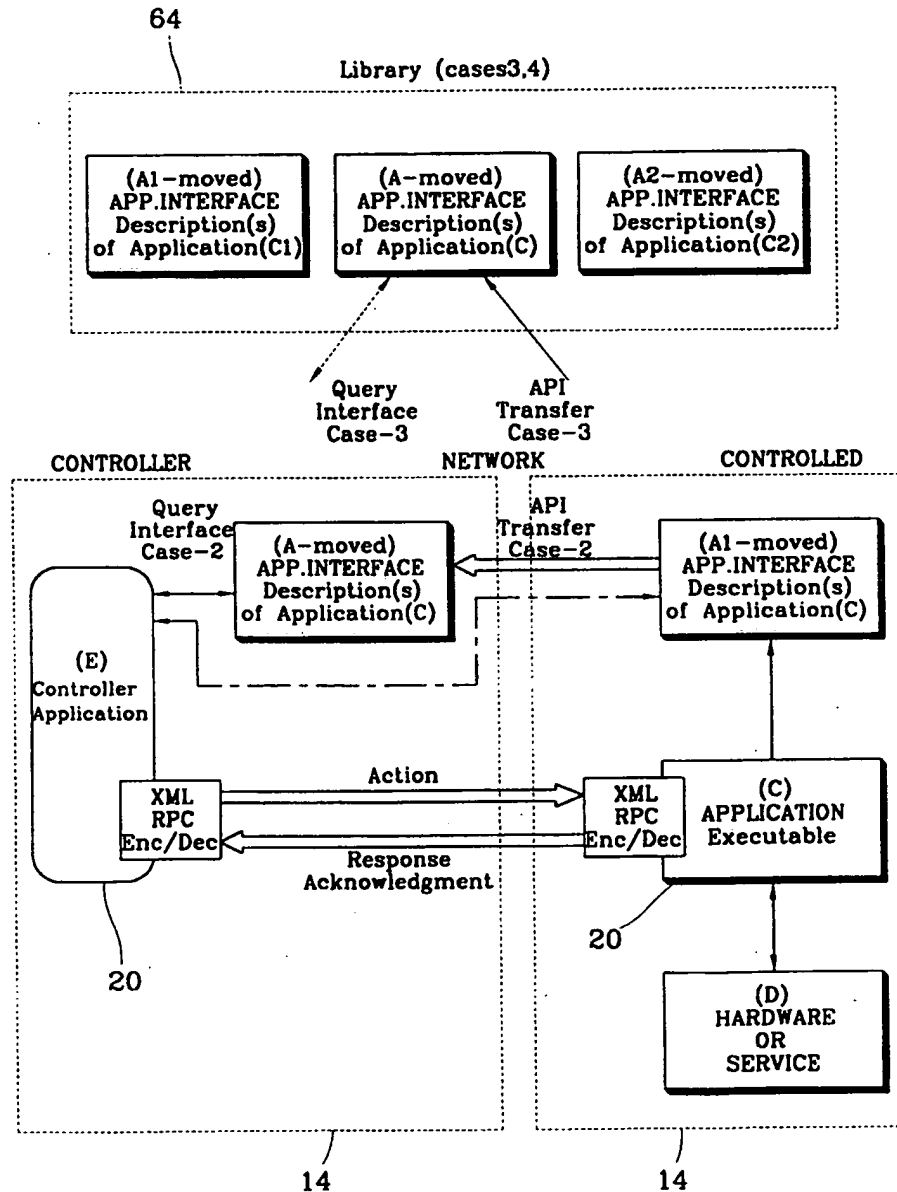 64
Library (cases3,4)
(A1-moved)
APP.INTERFACE
Description(s)
of Application(C1)
(A-moved)
APP.INTERFACE
Description(s)
of Application(C)
(A2-moved)
APP.INTERFACE
Description(s)
of Application(C2)
Query
Interface
Case-3
API
Transfer
Case-3
CONTROLLER
NETWORK
CONTROLLED
Query
Interface
Case-2
(A-moved)
APP.INTERFACE
Description(s)
of Application(C)
API
Transfer
Case-2
(A1-moved)
APP.INTERFACE
Description(s)
of Application(C)
(E)
Controller
Application
XML
RPC
Enc/Dec
Action
Response
Acknowledgment
XML
RPC
Enc/Dec
(C)
APPLICATION
Executable
20
20
(D)
HARDWARE
OR
SERVICE
14
14